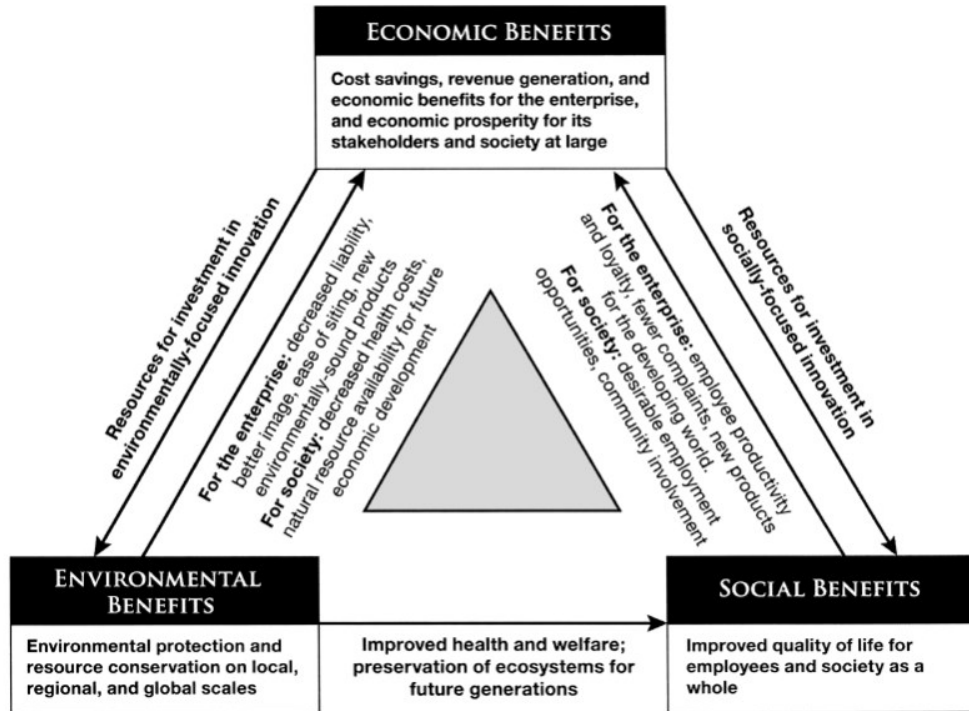 ECONOMIC BENEFITS
Cost savings, revenue generation, and
economic benefits for the enterprise,
and economic prosperity for its
stakeholders and society at large
Resources for investment in
environmentally-focused innovation
For the enterprise: decreased liability,
better image, ease of siting, new
environmentally-sound products
For society: decreased health costs,
natural resource availability for future
economic development
Resources for investment in
socially-focused innovation
For the enterprise: employee productivity
and loyalty, fewer complaints, new products
for the developing world.
For society: desirable employment
opportunities, community involvement
ENVIRONMENTAL
BENEFITS
Environmental protection and
resource conservation on local,
regional, and global scales
Improved health and welfare;
preservation of ecosystems for
future generations
SOCIAL BENEFITS
Improved quality of life for
employees and society as a
whole